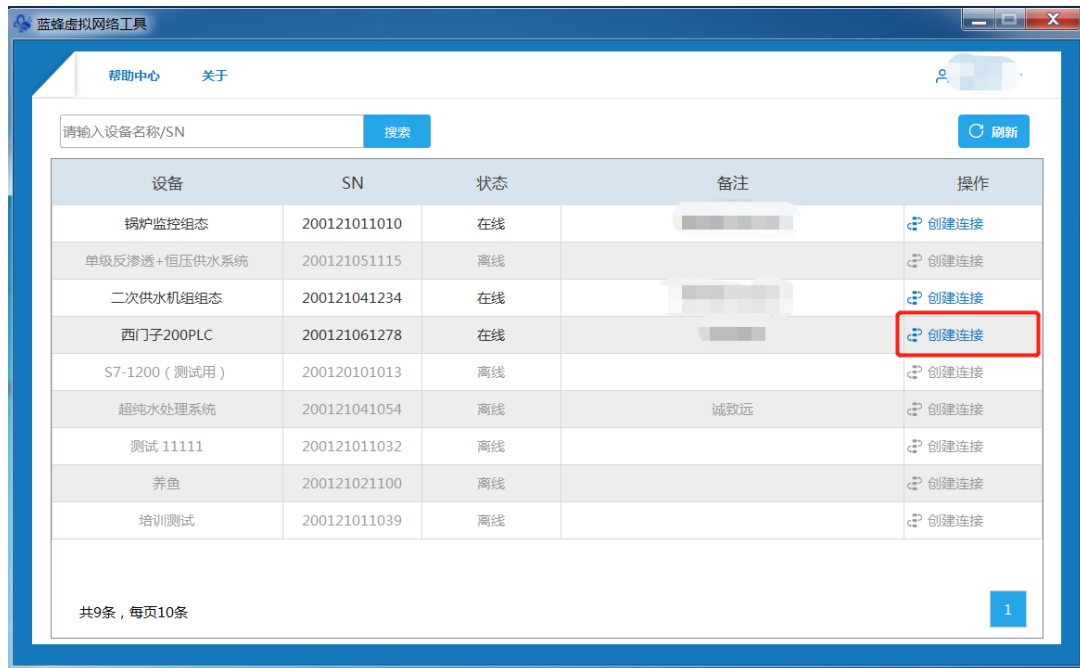 蓝蜂虚拟网络工具
帮助中心 关于
请输入设备名称/SN 搜索 刷新
设备 SN 状态 备注 操作
锅炉监控组态 200121011010 在线 创建连接
单级反渗透+恒压供水系统 200121051115 离线 创建连接
二次供水机组组态 200121041234 在线 创建连接
西门子200PLC 200121061278 在线 创建连接
S7-1200（测试用） 200120101013 离线 创建连接
超纯水处理系统 200121041054 离线 诚致远 创建连接
测试 11111 200121011032 离线 创建连接
养鱼 200121021100 离线 创建连接
培训测试 200121011039 离线 创建连接
共9条，每页10条 1